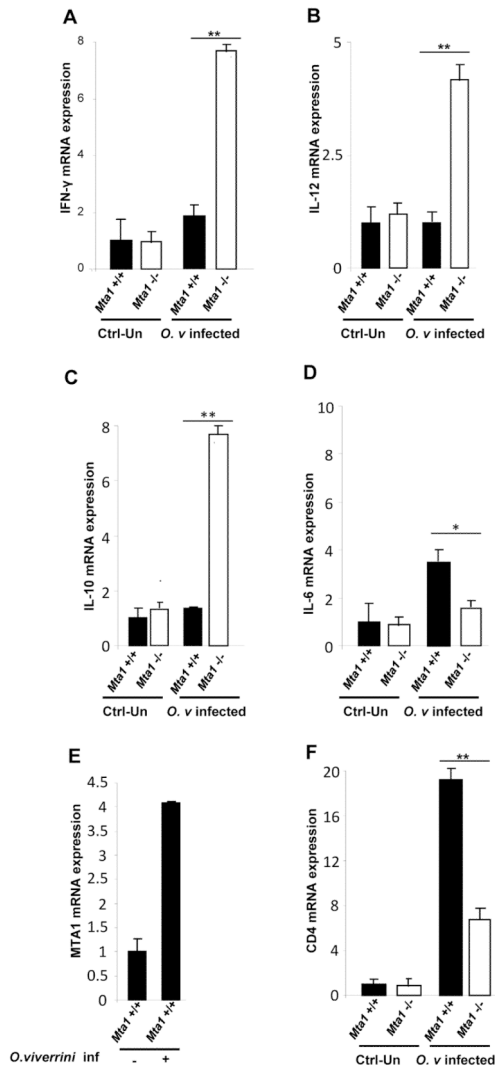 A
IFN-γ mRNA expression
8
6
4
2
0
**
Mta1 +/+
Mta1 -/-
Mta1 +/+
Mta1 -/-
Ctrl-Un
O. v infected
B
IL-12 mRNA expression
5
2.5
0
**
Mta1 +/+
Mta1 -/-
Mta1 +/+
Mta1 -/-
Ctrl-Un
O. v infected
C
IL-10 mRNA expression
8
6
4
2
0
**
Mta1 +/+
Mta1 -/-
Mta1 +/+
Mta1 -/-
Ctrl-Un
O. v infected
D
IL-6 mRNA expression
10
8
6
4
2
0
*
Mta1 +/+
Mta1 -/-
Mta1 +/+
Mta1 -/-
Ctrl-Un
O. v infected
E
MTA1 mRNA expression
4.5
4
3.5
3
2.5
2
1.5
1
0.5
0
Mta1 +/+
Mta1 +/+
O.viverrini inf - +
F
CD4 mRNA expression
20
16
12
8
4
0
**
Mta1 +/+
Mta1 -/-
Mta1 +/+
Mta1 -/-
Ctrl-Un
O. v infected